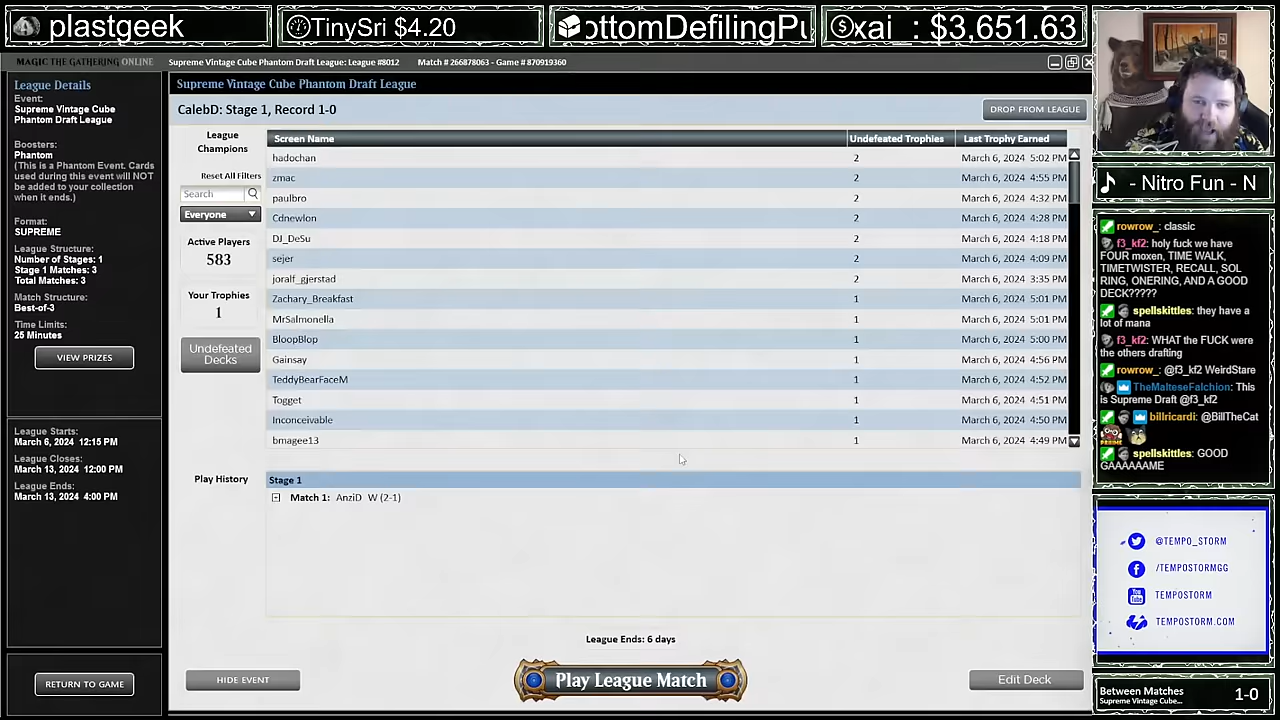 plastgeek
TinySri $4.20
ottomDefilingPu
xai_ : $3,651.63
MAGIC THE GATHERING ONLINE
Supreme Vintage Cube Phantom Draft League: League #8012
Match # 266878063 - Game # 870919360
League Details
Event:
Supreme Vintage Cube
Phantom Draft League
Boosters:
Phantom
(This is a Phantom Event. Cards
used during this event will NOT
be added to your collection
when it ends.)
Format:
SUPREME
League Structure:
Number of Stages: 1
Stage 1 Matches: 3
Total Matches: 3
Match Structure:
Best-of-3
Time Limits:
25 Minutes
VIEW PRIZES
League Starts:
March 6, 2024 12:15 PM
League Closes:
March 13, 2024 12:00 PM
League Ends:
March 13, 2024 4:00 PM
RETURN TO GAME
Supreme Vintage Cube Phantom Draft League
CalebD: Stage 1, Record 1-0
DROP FROM LEAGUE
League
Champions
Reset All Filters
Search
Everyone
Active Players
583
Your Trophies
1
Undefeated
Decks
Screen Name Undefeated Trophies Last Trophy Earned
hadochan 2 March 6, 2024 5:02 PM
zmac 2 March 6, 2024 4:55 PM
paulbro 2 March 6, 2024 4:32 PM
Cdnewlon 2 March 6, 2024 4:28 PM
DJ_DeSu 2 March 6, 2024 4:18 PM
sejer 2 March 6, 2024 4:09 PM
joralf_gjerstad 2 March 6, 2024 3:35 PM
Zachary_Breakfast 1 March 6, 2024 5:01 PM
MrSalmonella 1 March 6, 2024 5:01 PM
BloopBlop 1 March 6, 2024 5:00 PM
Gainsay 1 March 6, 2024 4:56 PM
TeddyBearFaceM 1 March 6, 2024 4:52 PM
Togget 1 March 6, 2024 4:51 PM
Inconceivable 1 March 6, 2024 4:50 PM
bmagee13 1 March 6, 2024 4:49 PM
Play History
Stage 1
Match 1: AnziD W (2-1)
League Ends: 6 days
HIDE EVENT
Play League Match
Edit Deck
- Nitro Fun - N
rowrow_: classic
f3_kf2: holy fuck we have
FOUR moxen, TIME WALK,
TIMETWISTER, RECALL, SOL
RING, ONERING, AND A GOOD
DECK?????
spellskittles: they have a
lot of mana
f3_kf2: WHAT the FUCK were
the others drafting
rowrow_: @f3_kf2 WeirdStare
TheMalteseFalchion: This
is Supreme Draft @f3_kf2
billricardi: @BillTheCat
spellskittles: GOOD
GAAAAAME
@TEMPO_STORM
/TEMPOSTORMGG
TEMPOSTORM
TEMPOSTORM.COM
Between Matches
Supreme Vintage Cube...
1-0